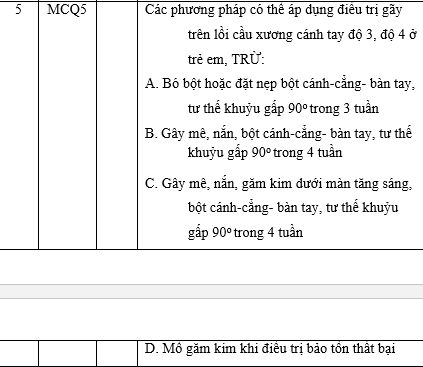 5 MCQ5 Các phương pháp có thể áp dụng điều trị gãy
trên lồi cầu xương cánh tay độ 3, độ 4 ở
trẻ em, TRỪ:
A. Bó bột hoặc đặt nẹp bột cánh-cẳng- bàn tay,
tư thế khuỷu gấp 90º trong 3 tuần
B. Gây mê, nắn, bột cánh-cẳng- bàn tay, tư thế
khuỷu gấp 90º trong 4 tuần
C. Gây mê, nắn, găm kim dưới màn tăng sáng,
bột cánh-cẳng- bàn tay, tư thế khuỷu
gấp 90º trong 4 tuần
D. Mổ găm kim khi điều trị bảo tồn thất bại